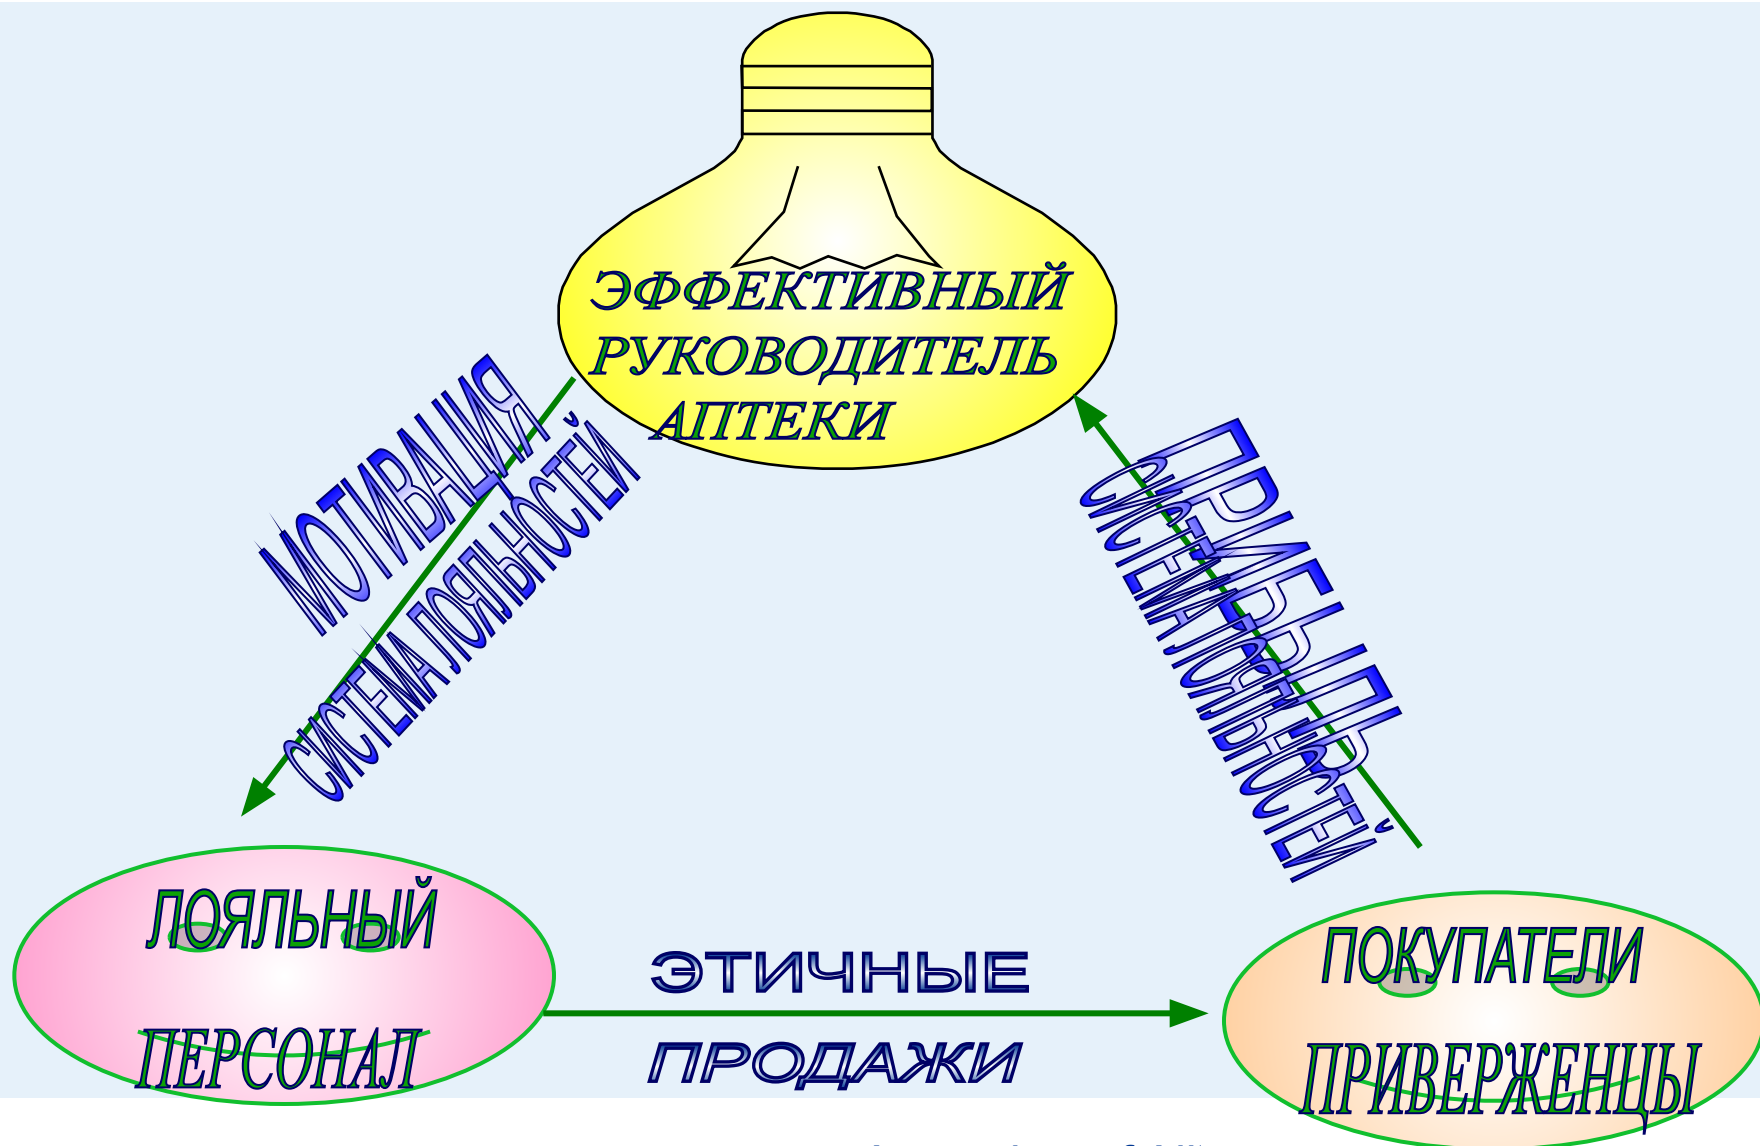 ЭФФЕКТИВНЫЙ
РУКОВОДИТЕЛЬ
АПТЕКИ
МОТИВАЦИЯ
СИСТЕМА ЛОЯЛЬНОСТЕЙ
ПРИБЫЛЬ
СИСТЕМА ЛОЯЛЬНОСТЕЙ
ЛОЯЛЬНЫЙ
ПЕРСОНАЛ
ЭТИЧНЫЕ
ПРОДАЖИ
ПОКУПАТЕЛИ
ПРИВЕРЖЕНЦЫ